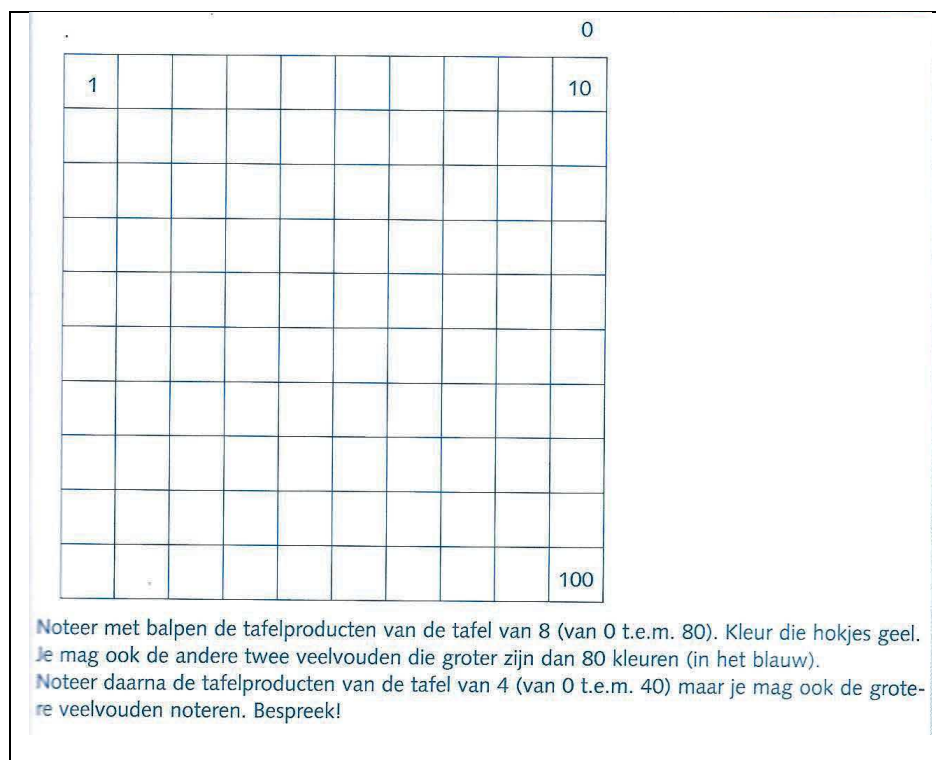 0
1 10
100
Noteer met balpen de tafelproducten van de tafel van 8 (van 0 t.e.m. 80). Kleur die hokjes geel.
Je mag ook de andere twee veelvouden die groter zijn dan 80 kleuren (in het blauw).
Noteer daarna de tafelproducten van de tafel van 4 (van 0 t.e.m. 40) maar je mag ook de grote-
re veelvouden noteren. Bespreek!